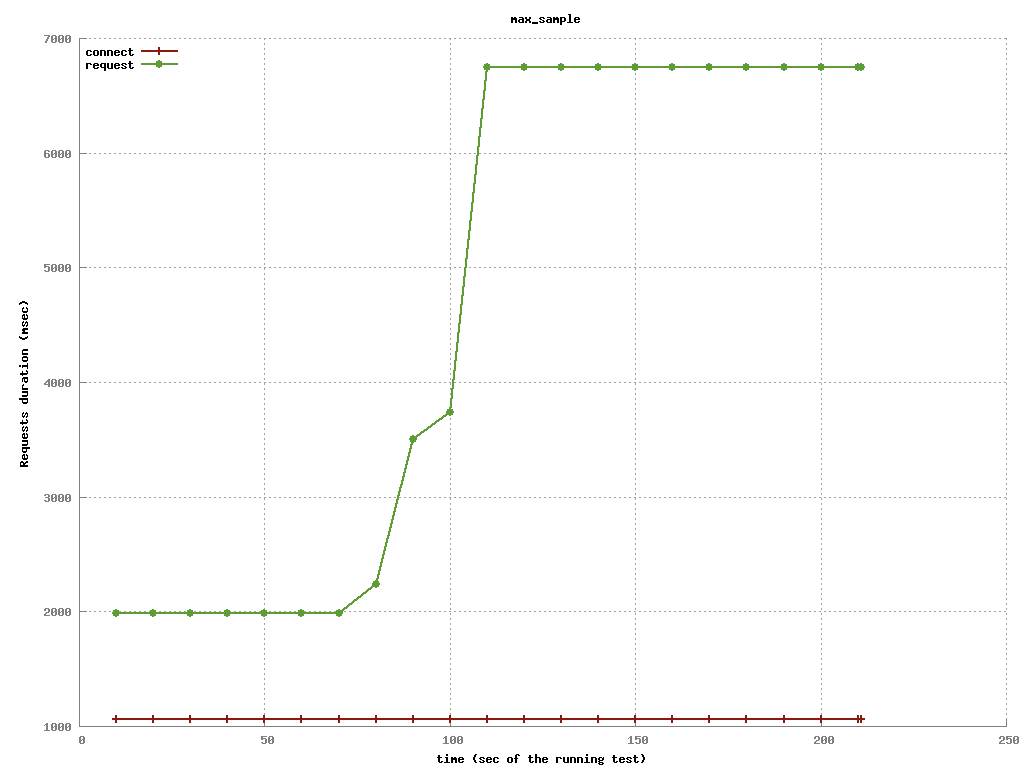 max_sample
connect
request
7000
6000
5000
4000
3000
2000
1000
Requests duration (msec)
0 50 100 150 200 250
time (sec of the running test)